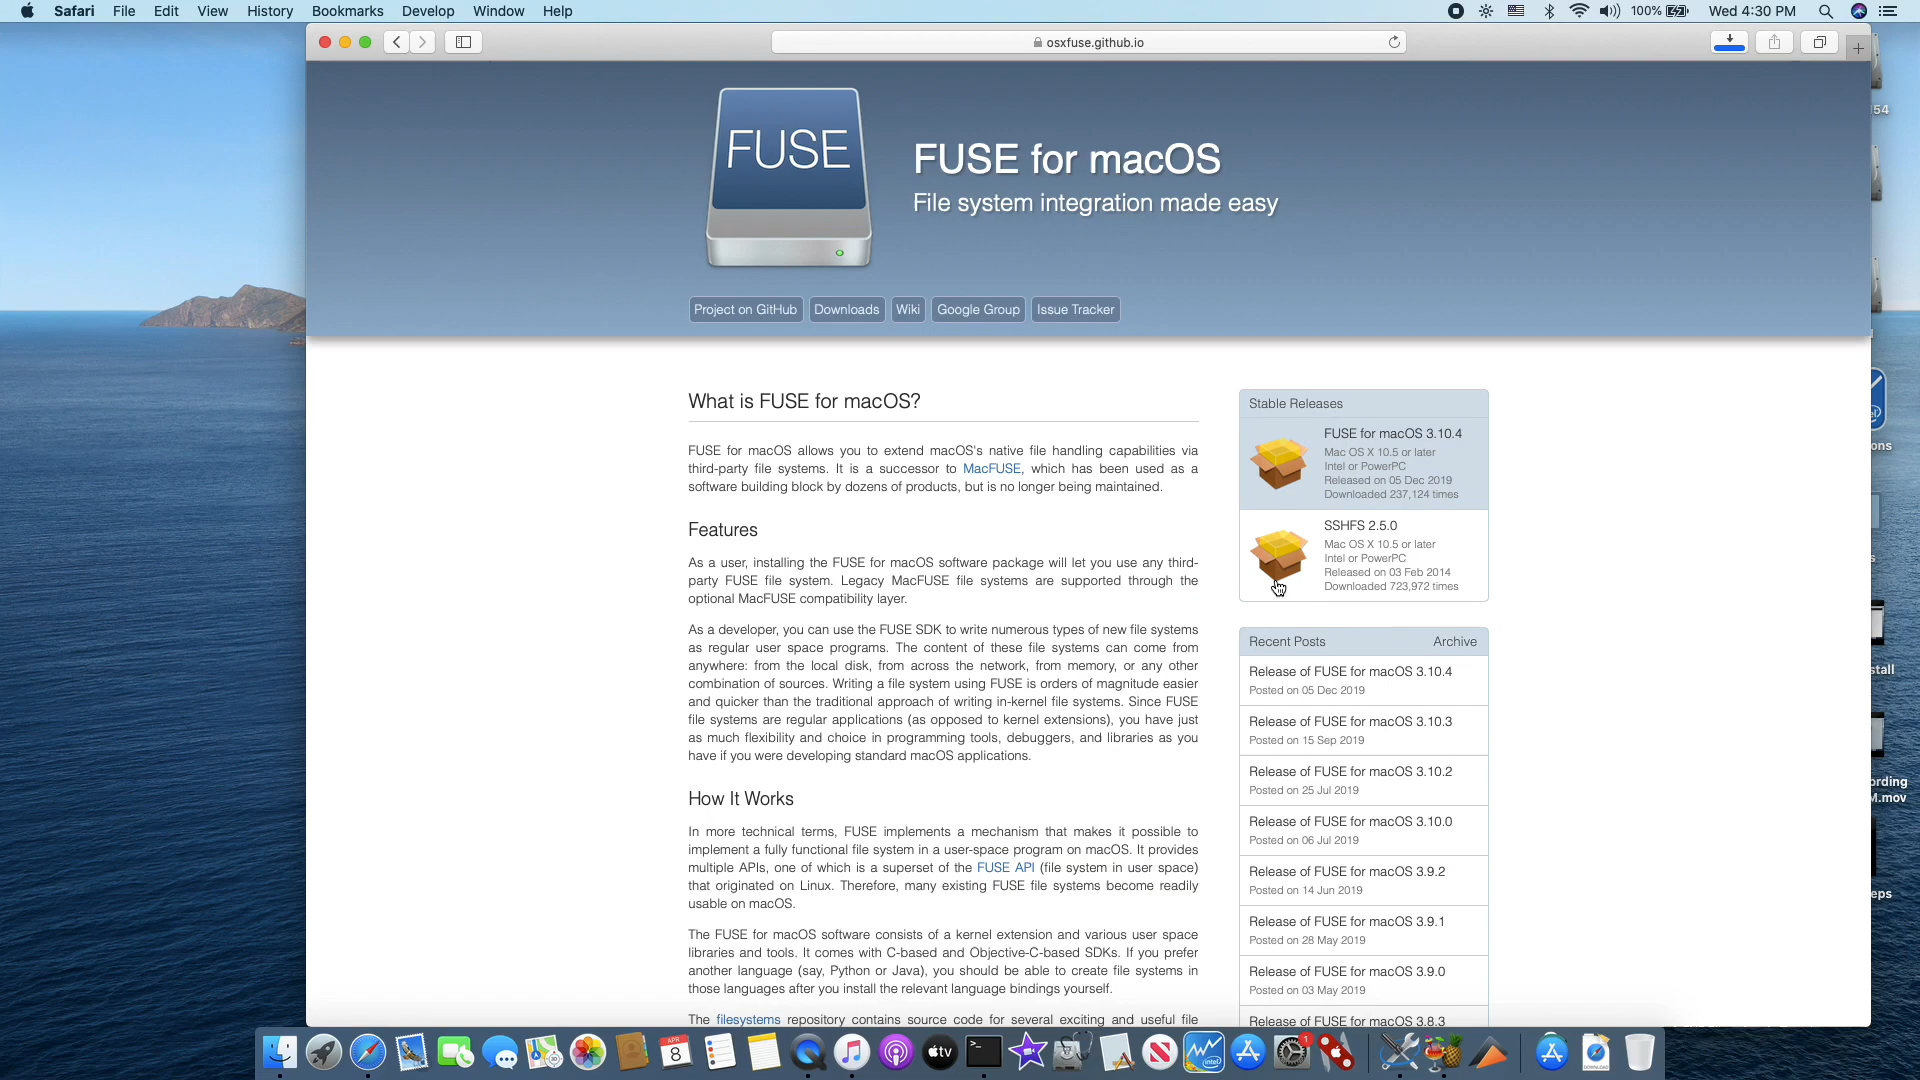 Safari File Edit View History Bookmarks Develop Window Help
100% Wed 4:30 PM
osxfuse.github.io
FUSE
FUSE for macOS
File system integration made easy
Project on GitHub Downloads Wiki Google Group Issue Tracker
What is FUSE for macOS?
FUSE for macOS allows you to extend macOS's native file handling capabilities via
third-party file systems. It is a successor to MacFUSE, which has been used as a
software building block by dozens of products, but is no longer being maintained.
Features
As a user, installing the FUSE for macOS software package will let you use any third-
party FUSE file system. Legacy MacFUSE file systems are supported through the
optional MacFUSE compatibility layer.
As a developer, you can use the FUSE SDK to write numerous types of new file systems
as regular user space programs. The content of these file systems can come from
anywhere: from the local disk, from across the network, from memory, or any other
combination of sources. Writing a file system using FUSE is orders of magnitude easier
and quicker than the traditional approach of writing in-kernel file systems. Since FUSE
file systems are regular applications (as opposed to kernel extensions), you have just
as much flexibility and choice in programming tools, debuggers, and libraries as you
have if you were developing standard macOS applications.
How It Works
In more technical terms, FUSE implements a mechanism that makes it possible to
implement a fully functional file system in a user-space program on macOS. It provides
multiple APIs, one of which is a superset of the FUSE API (file system in user space)
that originated on Linux. Therefore, many existing FUSE file systems become readily
usable on macOS.
The FUSE for macOS software consists of a kernel extension and various user space
libraries and tools. It comes with C-based and Objective-C-based SDKs. If you prefer
another language (say, Python or Java), you should be able to create file systems in
those languages after you install the relevant language bindings yourself.
The filesystems repository contains source code for several exciting and useful file
Stable Releases
FUSE for macOS 3.10.4
Mac OS X 10.5 or later
Intel or PowerPC
Released on 05 Dec 2019
Downloaded 237,124 times
SSHFS 2.5.0
Mac OS X 10.5 or later
Intel or PowerPC
Released on 03 Feb 2014
Downloaded 723,972 times
Recent Posts Archive
Release of FUSE for macOS 3.10.4
Posted on 05 Dec 2019
Release of FUSE for macOS 3.10.3
Posted on 15 Sep 2019
Release of FUSE for macOS 3.10.2
Posted on 25 Jul 2019
Release of FUSE for macOS 3.10.0
Posted on 06 Jul 2019
Release of FUSE for macOS 3.9.2
Posted on 14 Jun 2019
Release of FUSE for macOS 3.9.1
Posted on 28 May 2019
Release of FUSE for macOS 3.9.0
Posted on 03 May 2019
Release of FUSE for macOS 3.8.3
54
ons
s
stall
rding
M.mov
eps
APR
8
tv
intel
1
DOWNLOAD